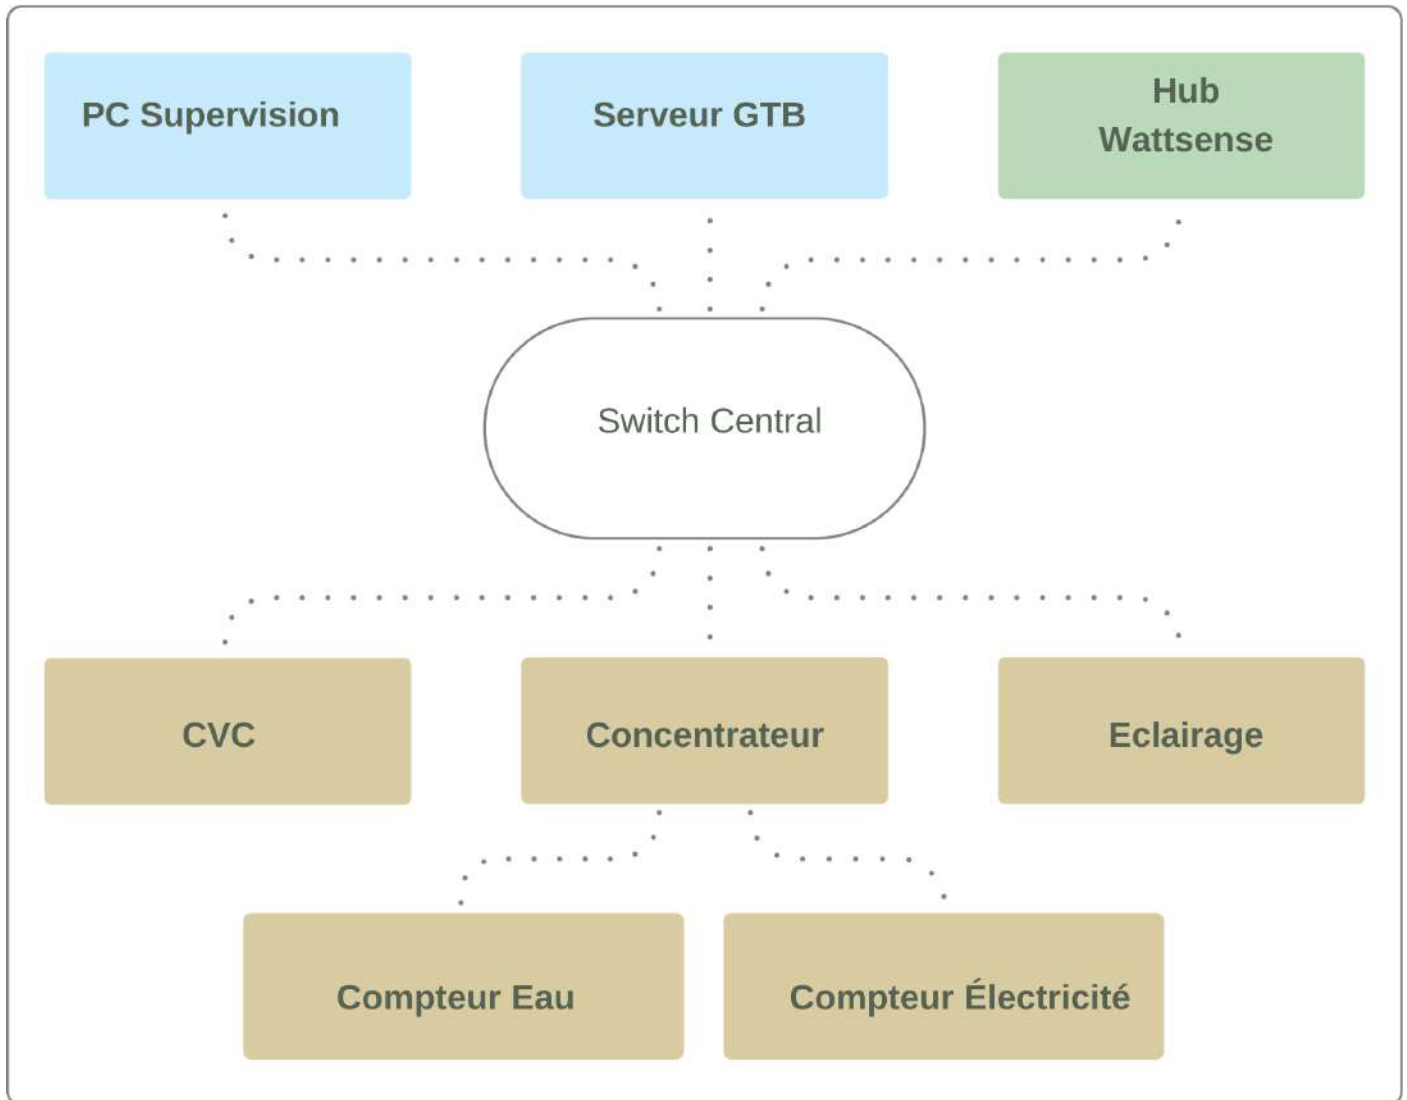 PC Supervision
Serveur GTB
Hub
Wattsense
Switch Central
CVC
Concentrateur
Eclairage
Compteur Eau
Compteur Électricité